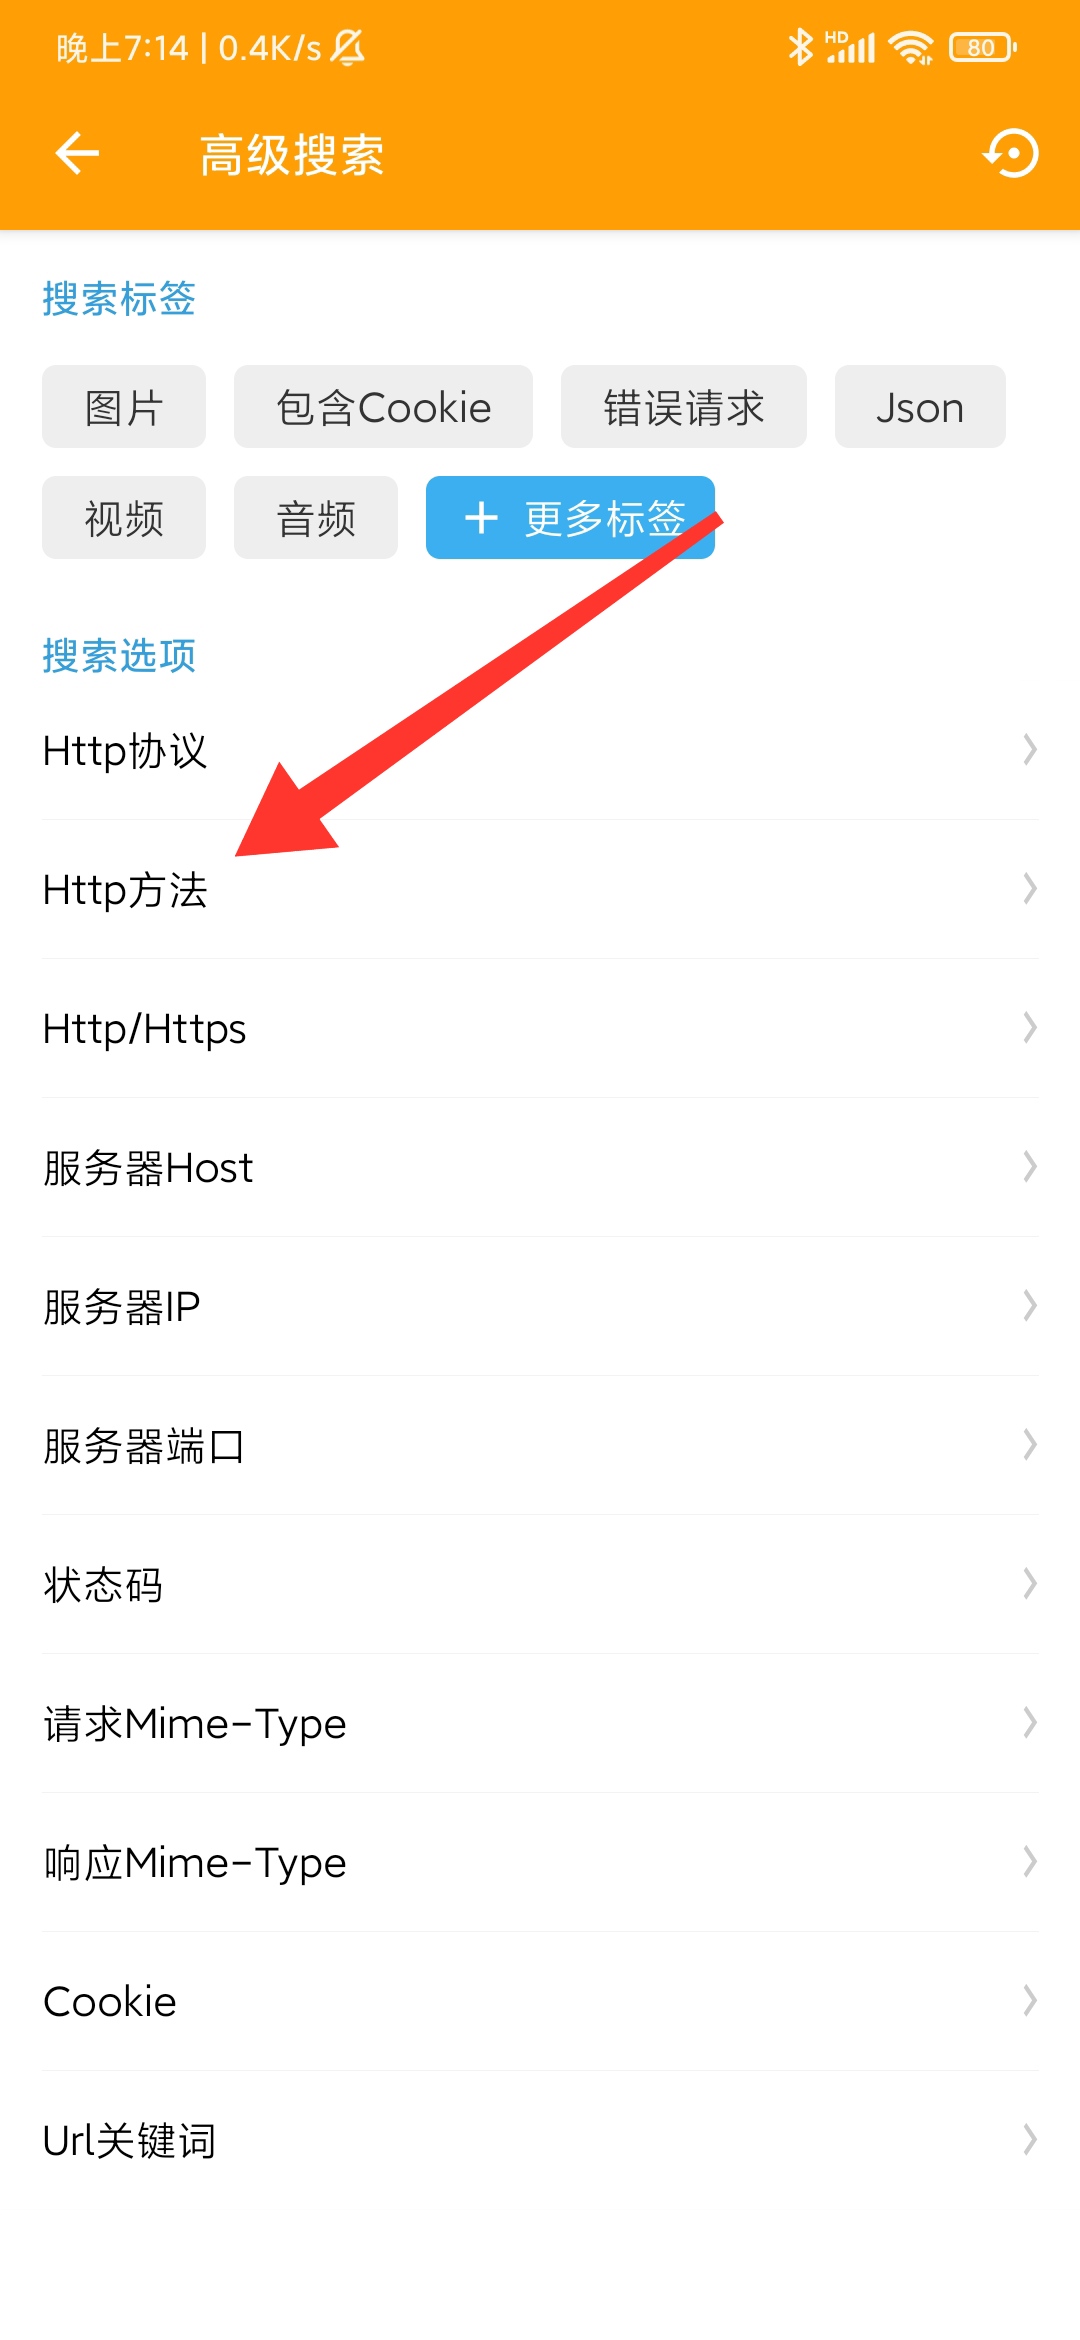 晚上7:14 | 0.4K/s HD 80
高级搜索
搜索标签
图片 包含Cookie 错误请求 Json
视频 音频 + 更多标签
搜索选项
Http协议
Http方法
Http/Https
服务器Host
服务器IP
服务器端口
状态码
请求Mime-Type
响应Mime-Type
Cookie
Url关键词